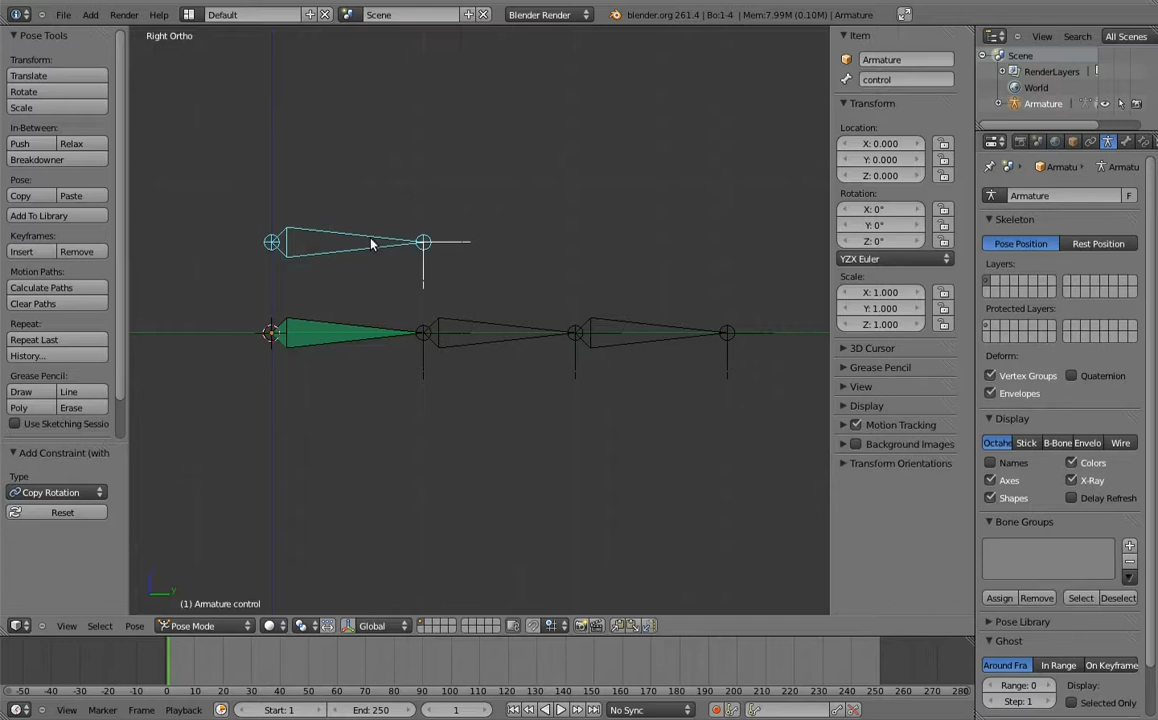 File Add Render Help Default Scene Blender Render blender.org 261.4 | Bo:1-4 | Mem:7.99M (0.10M) | Armature
Pose Tools
Transform:
Translate
Rotate
Scale
In-Between:
Push Relax
Breakdowner
Pose:
Copy Paste
Add To Library
Keyframes:
Insert Remove
Motion Paths:
Calculate Paths
Clear Paths
Repeat:
Repeat Last
History...
Grease Pencil:
Draw Line
Poly Erase
Use Sketching Sessio
Add Constraint (with
Type
Copy Rotation
Reset
Right Ortho
y
(1) Armature control
View Select Pose Pose Mode Global
Item
Armature
control
Transform
Location:
X: 0.000
Y: 0.000
Z: 0.000
Rotation:
X: 0°
Y: 0°
Z: 0°
YZX Euler
Scale:
X: 1.000
Y: 1.000
Z: 1.000
3D Cursor
Grease Pencil
View
Display
Motion Tracking
Background Images
Transform Orientations
View Search All Scenes
Scene
RenderLayers
World
Armature
Armatu Armatu
Armature F
Skeleton
Pose Position Rest Position
Layers:
Protected Layers:
Deform:
Vertex Groups Quaternion
Envelopes
Display
Octahe Stick B-Bone Envelo Wire
Names Colors
Axes X-Ray
Shapes Delay Refresh
Bone Groups
Assign Remove Select Deselect
Pose Library
Ghost
Around Fra. In Range On Keyframe
Range: 0 Display:
Step: 1 Selected Only
-50 -40 -30 -20 -10 0 10 20 30 40 50 60 70 80 90 100 110 120 130 140 150 160 170 180 190 200 210 220 230 240 250 260 270 280
View Marker Frame Playback Start: 1 End: 250 1 No Sync